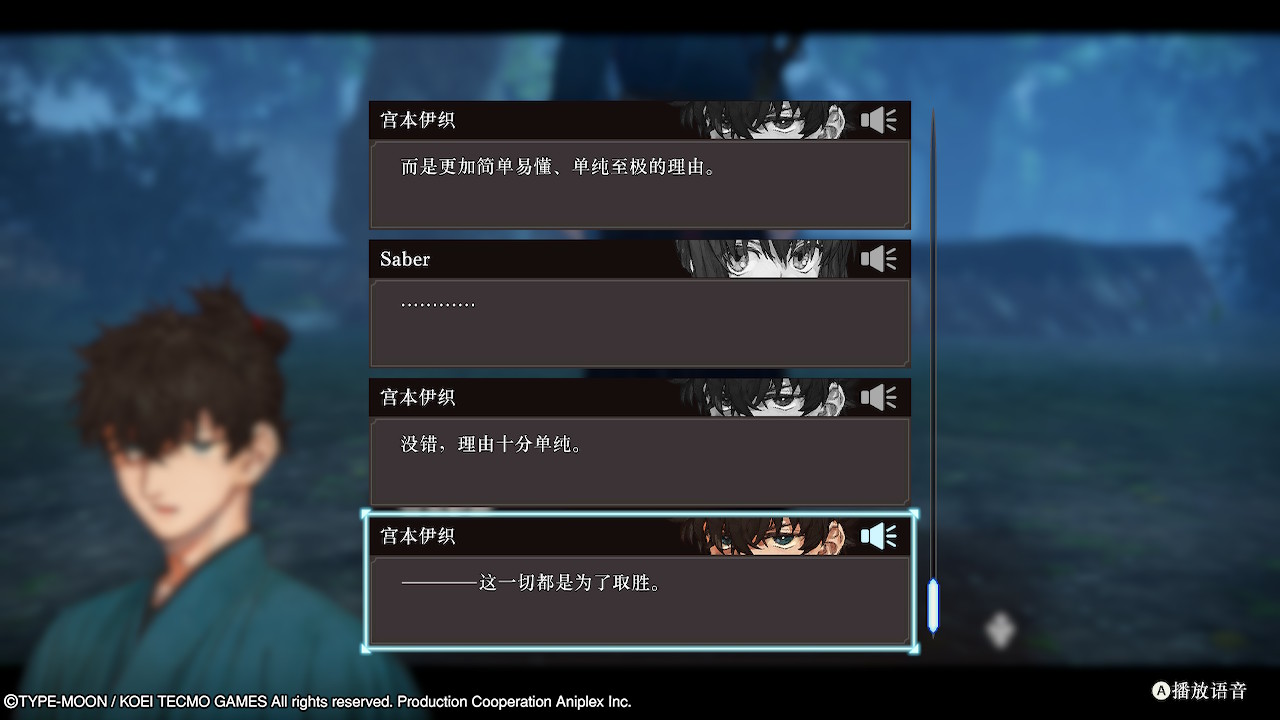 宫本伊织
而是更加简单易懂、单纯至极的理由。
Saber
…………
宫本伊织
没错，理由十分单纯。
宫本伊织
————这一切都是为了取胜。
©TYPE-MOON / KOEI TECMO GAMES All rights reserved. Production Cooperation Aniplex Inc.
A播放语音